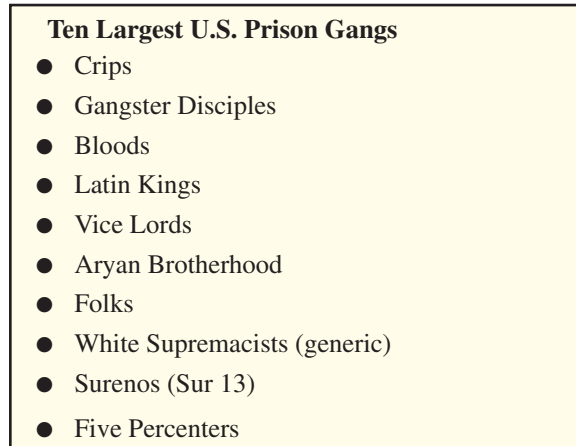 Ten Largest U.S. Prison Gangs
● Crips
● Gangster Disciples
● Bloods
● Latin Kings
● Vice Lords
● Aryan Brotherhood
● Folks
● White Supremacists (generic)
● Surenos (Sur 13)
● Five Percenters